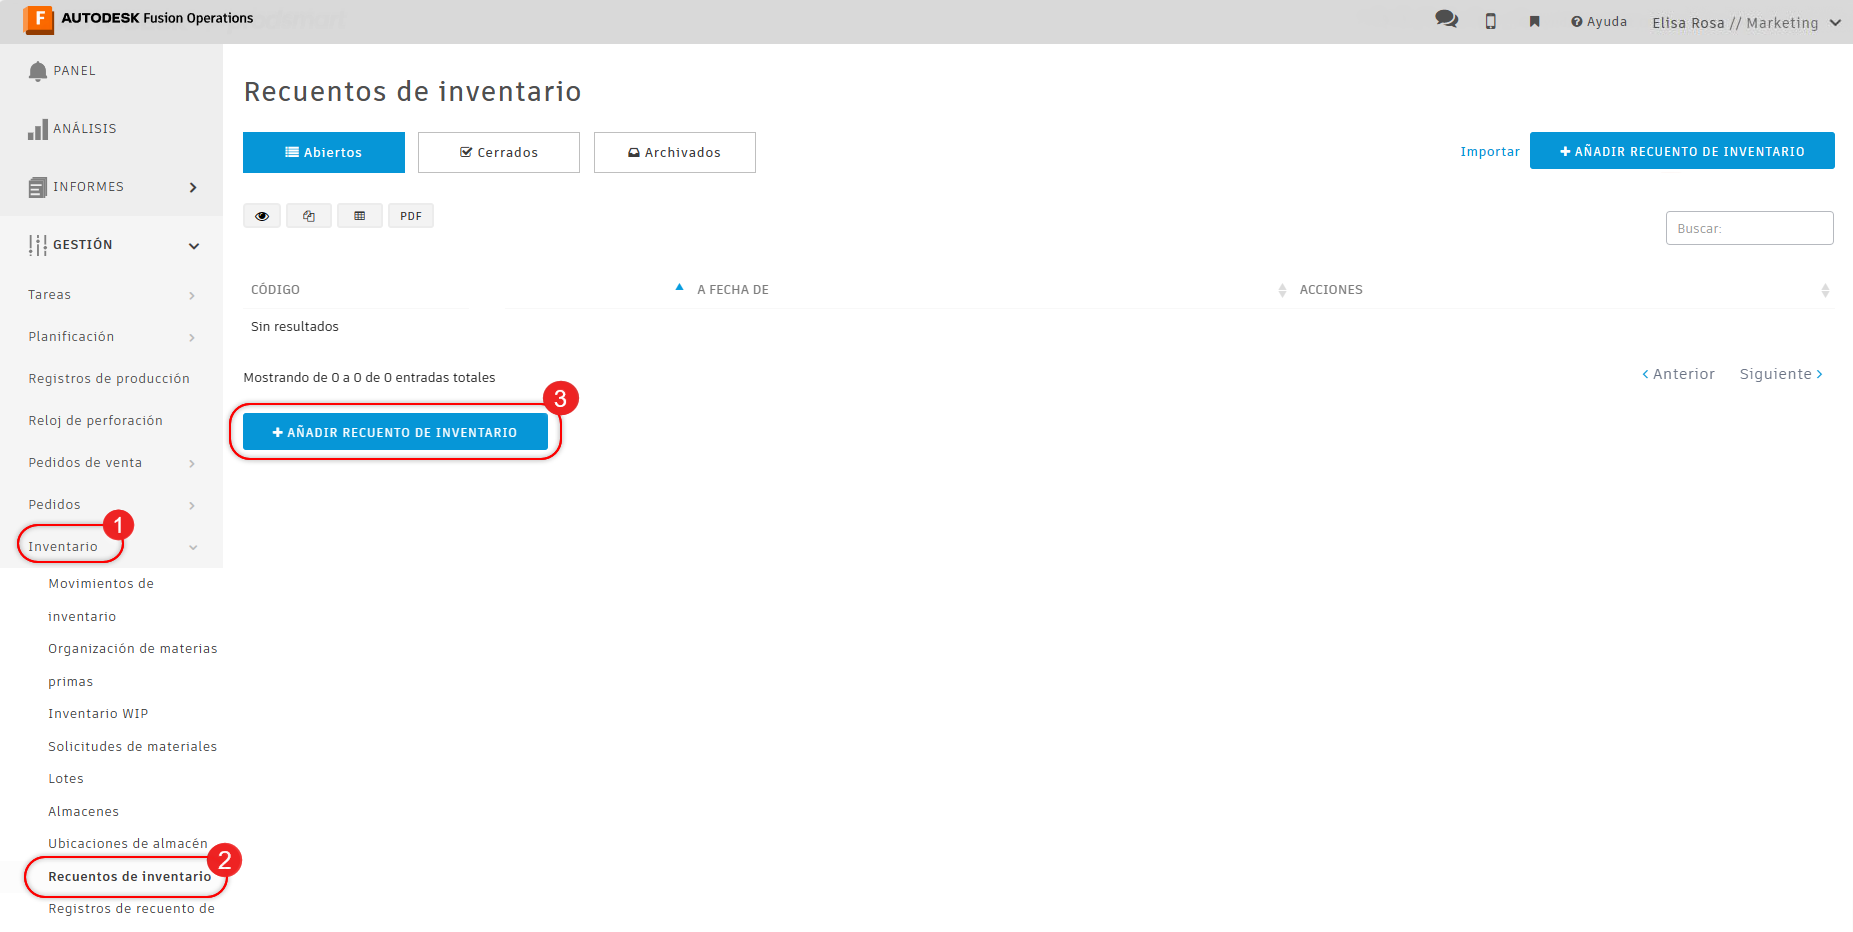 F AUTODESK Fusion Operations
Ayuda
Elisa Rosa // Marketing
PANEL
ANÁLISIS
INFORMES
GESTIÓN
Tareas
Planificación
Registros de producción
Reloj de perforación
Pedidos de venta
Pedidos
1
Inventario
Movimientos de
inventario
Organización de materias
primas
Inventario WIP
Solicitudes de materiales
Lotes
Almacenes
Ubicaciones de almacén
2
Recuentos de inventario
Registros de recuento de
Recuentos de inventario
Abiertos
Cerrados
Archivados
Importar
AÑADIR RECUENTO DE INVENTARIO
PDF
Buscar:
CÓDIGO
A FECHA DE
ACCIONES
Sin resultados
Mostrando de 0 a 0 de 0 entradas totales
Anterior
Siguiente
3
AÑADIR RECUENTO DE INVENTARIO